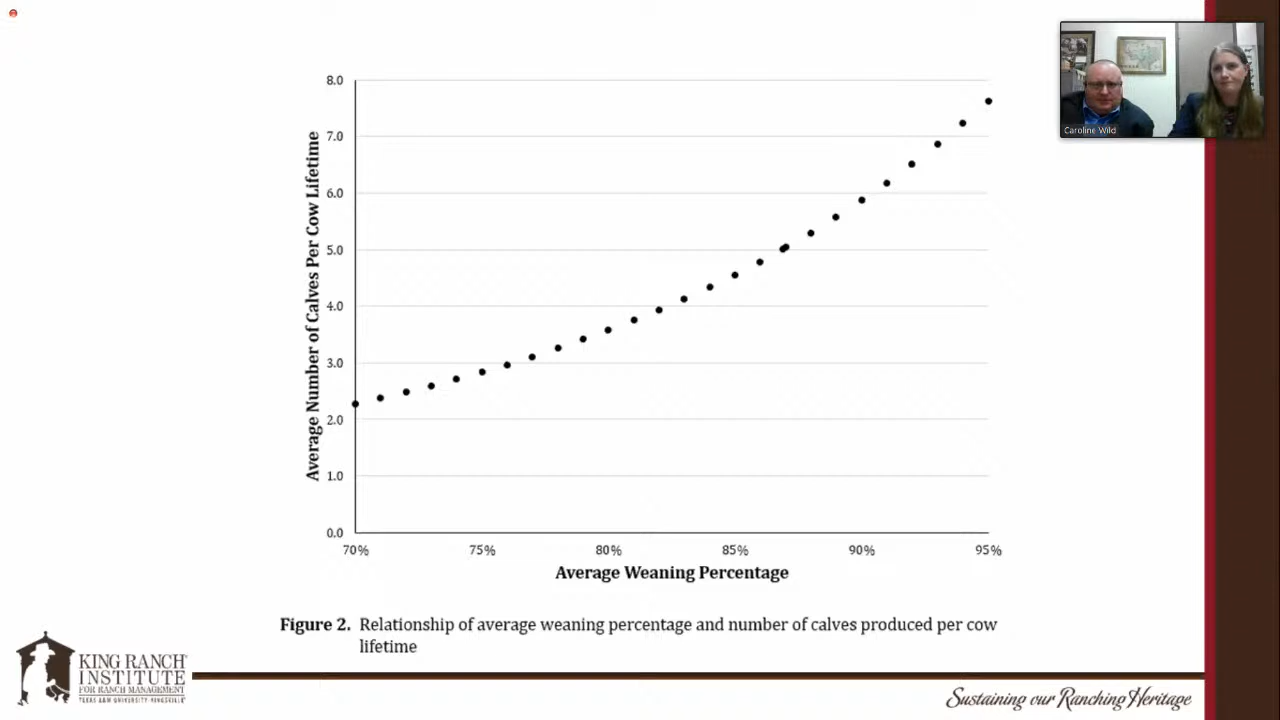 Caroline Wild
8.0
7.0
6.0
5.0
4.0
3.0
2.0
1.0
0.0
Average Number of Calves Per Cow Lifetime
70% 75% 80% 85% 90% 95%
Average Weaning Percentage
Figure 2. Relationship of average weaning percentage and number of calves produced per cow
lifetime
KING RANCH
INSTITUTE
FOR RANCH MANAGEMENT
TEXAS A&M UNIVERSITY-KINGSVILLE
Sustaining our Ranching Heritage